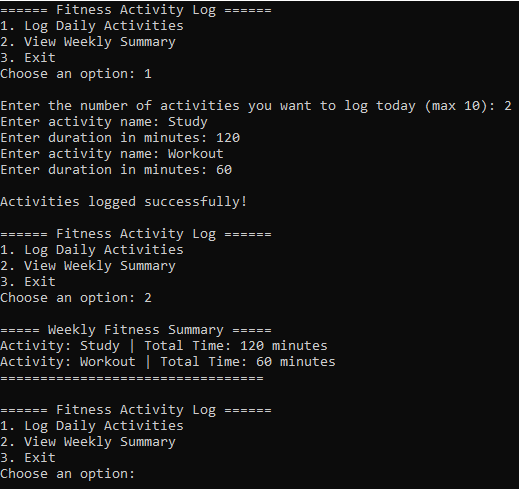 ====== Fitness Activity Log ======
1. Log Daily Activities
2. View Weekly Summary
3. Exit
Choose an option: 1
Enter the number of activities you want to log today (max 10): 2
Enter activity name: Study
Enter duration in minutes: 120
Enter activity name: Workout
Enter duration in minutes: 60
Activities logged successfully!
====== Fitness Activity Log ======
1. Log Daily Activities
2. View Weekly Summary
3. Exit
Choose an option: 2
===== Weekly Fitness Summary =====
Activity: Study | Total Time: 120 minutes
Activity: Workout | Total Time: 60 minutes
=================================
====== Fitness Activity Log ======
1. Log Daily Activities
2. View Weekly Summary
3. Exit
Choose an option: